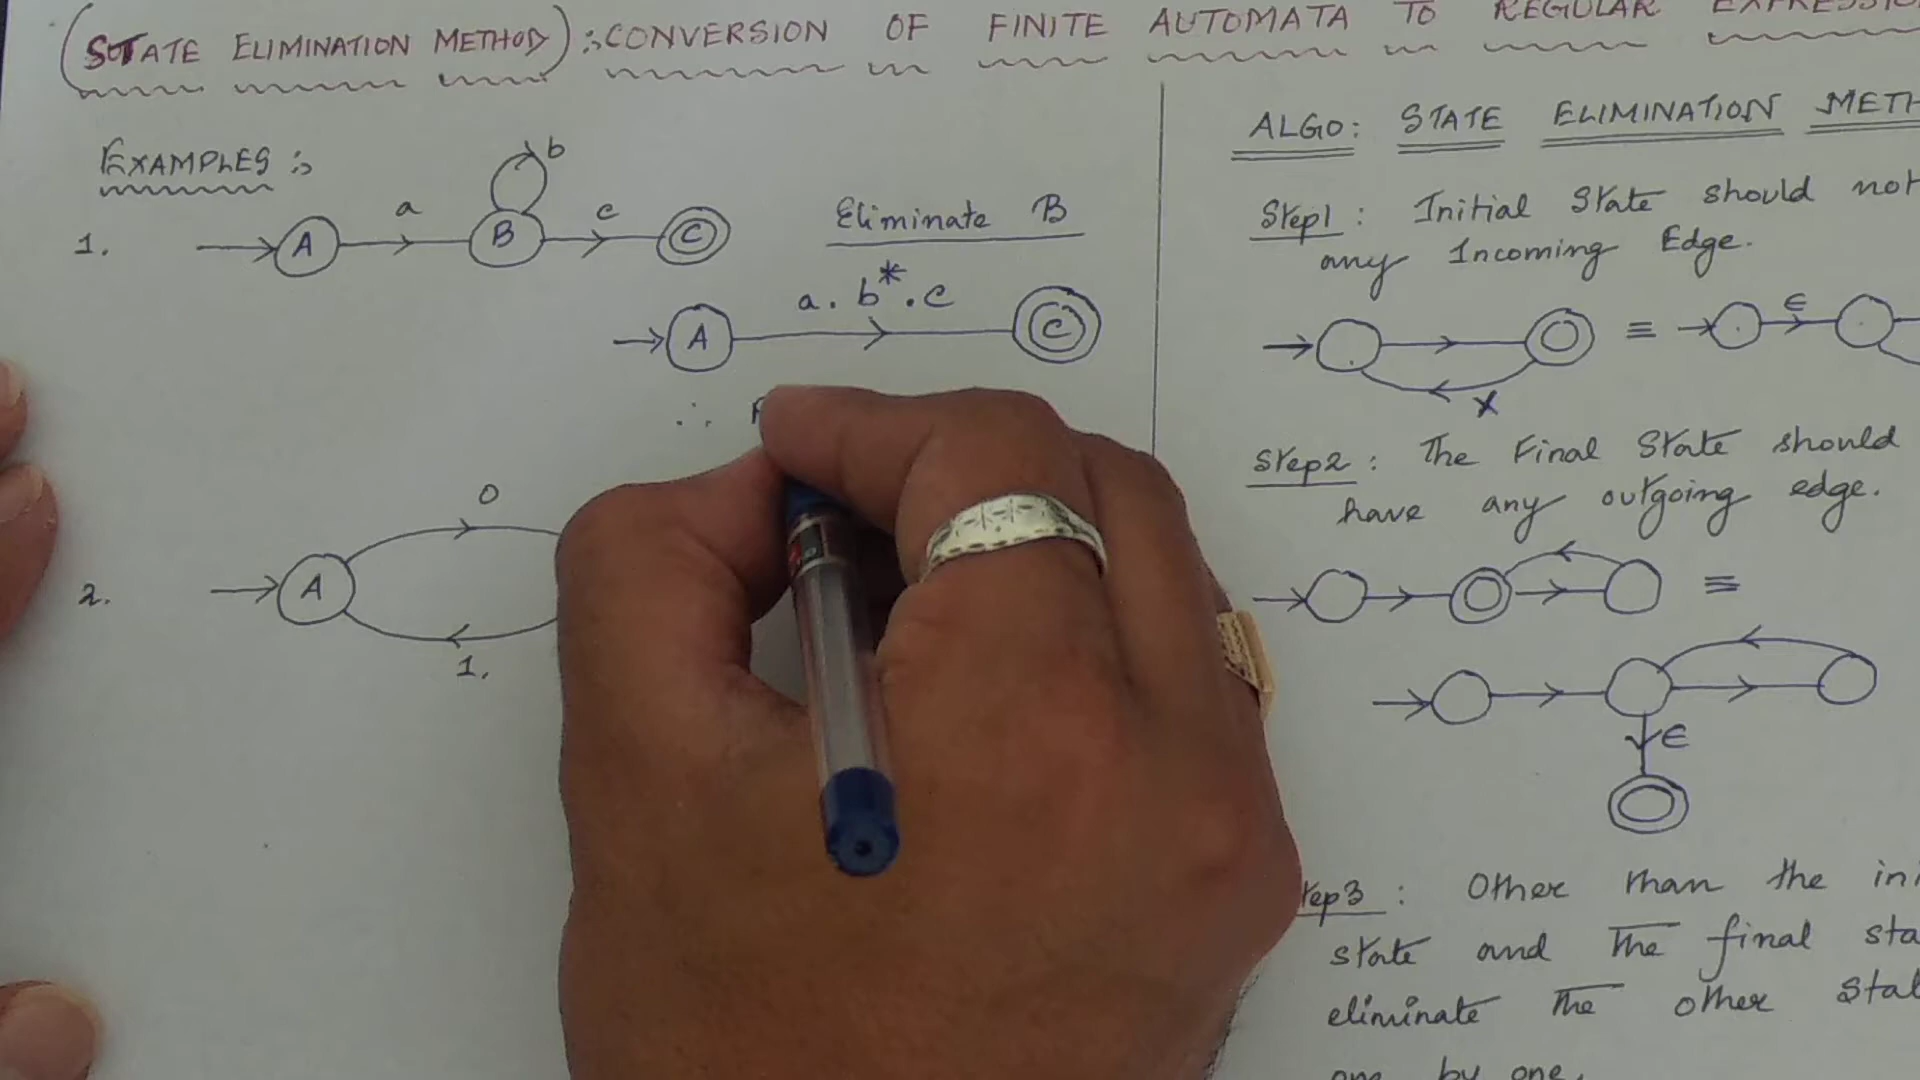 (STATE ELIMINATION METHOD) :- CONVERSION OF FINITE AUTOMATA TO REGULAR
EXAMPLES :-
1.
A
a
B
b
c
C
Eliminate B
A
a.b*.c
C
∴
2.
A
0
1.
ALGO: STATE ELIMINATION
Step1 : Initial State should not
any Incoming Edge.
≡
ϵ
x
Step2 : The Final State should
have any outgoing edge.
≡
ϵ
tep3 : Other than the
state and the final
eliminate the other
one by one.